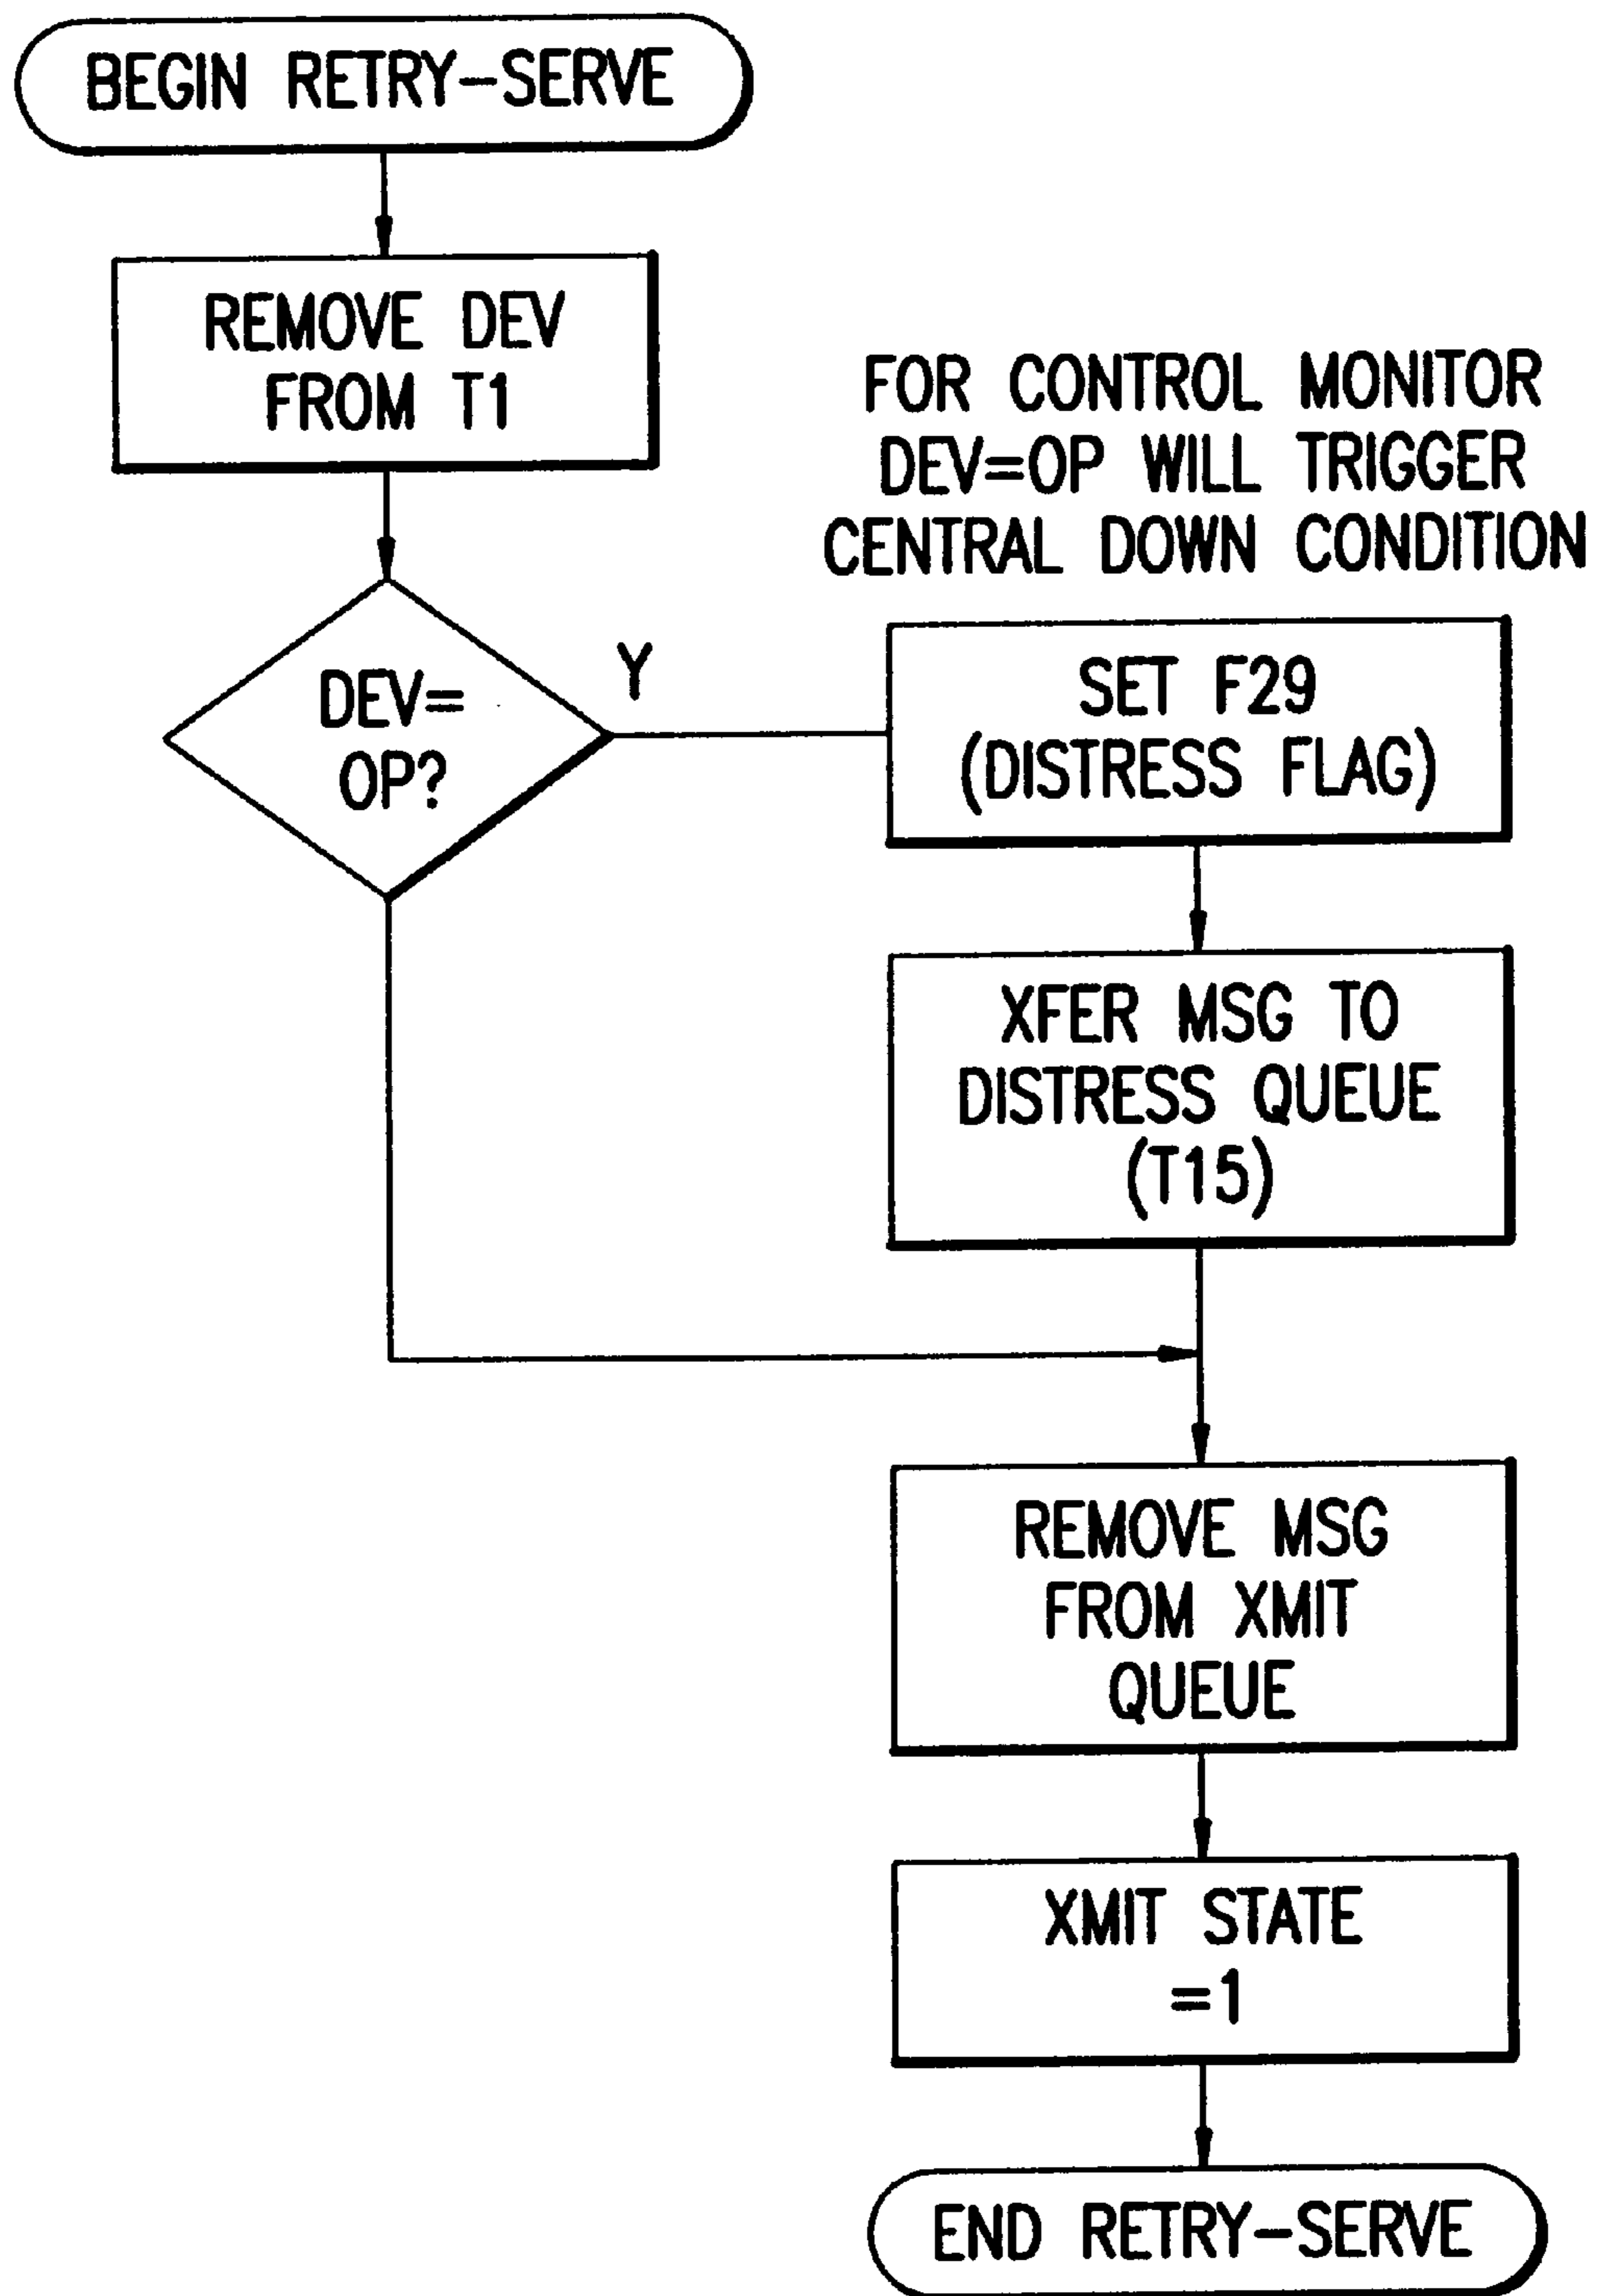 BEGIN RETRY-SERVE
REMOVE DEV
FROM T1
FOR CONTROL MONITOR
DEV=OP WILL TRIGGER
CENTRAL DOWN CONDITION
DEV=
OP?
Y
SET F29
(DISTRESS FLAG)
XFER MSG TO
DISTRESS QUEUE
(T15)
REMOVE MSG
FROM XMIT
QUEUE
XMIT STATE
=1
END RETRY-SERVE